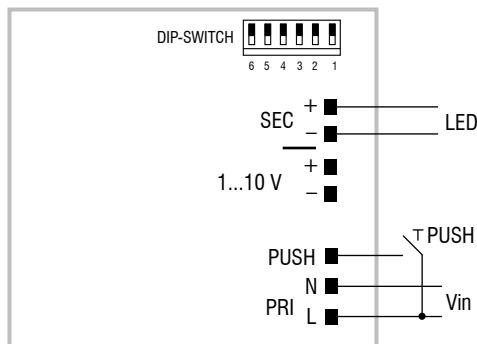 DIP-SWITCH
6 5 4 3 2 1
+
SEC
LED
–
+
1...10 V
–
PUSH
PUSH
N
PRI
Vin
L